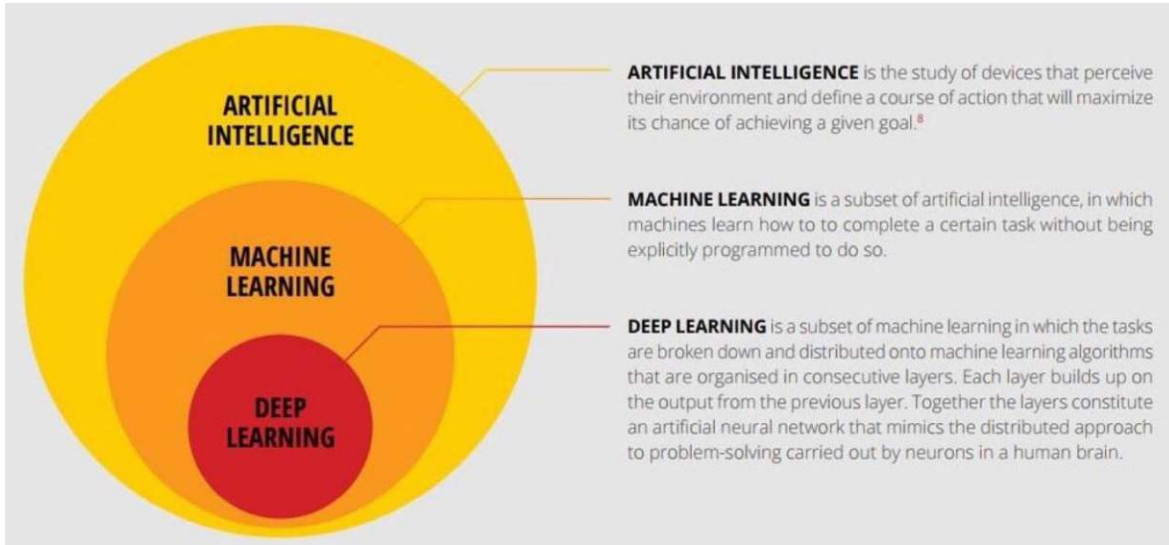 ARTIFICIAL
INTELLIGENCE
MACHINE
LEARNING
DEEP
LEARNING
ARTIFICIAL INTELLIGENCE is the study of devices that perceive
their environment and define a course of action that will maximize
its chance of achieving a given goal.8
MACHINE LEARNING is a subset of artificial intelligence, in which
machines learn how to to complete a certain task without being
explicitly programmed to do so.
DEEP LEARNING is a subset of machine learning in which the tasks
are broken down and distributed onto machine learning algorithms
that are organised in consecutive layers. Each layer builds up on
the output from the previous layer. Together the layers constitute
an artificial neural network that mimics the distributed approach
to problem-solving carried out by neurons in a human brain.